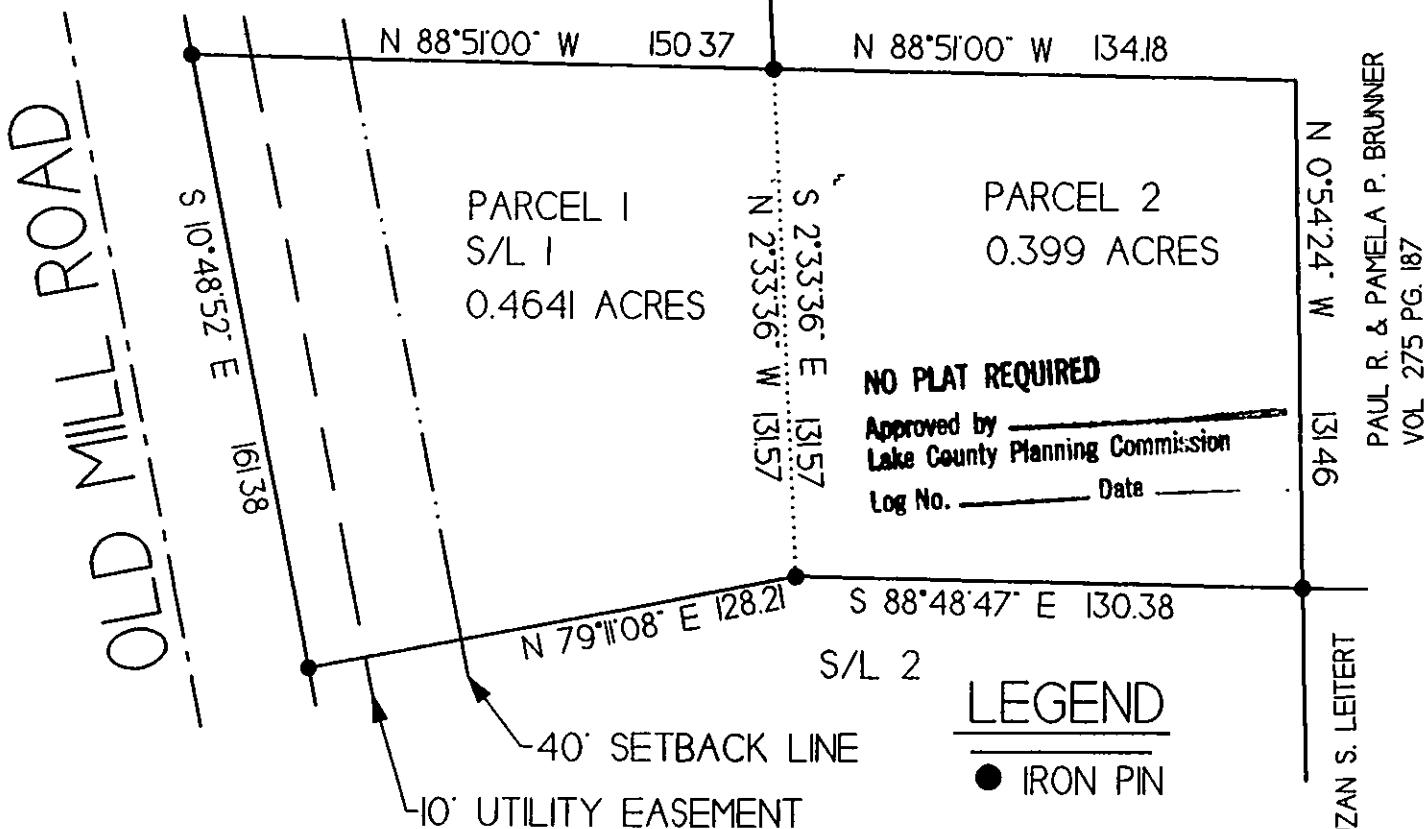 N 88°51'00" W 150.37
N 88°51'00" W 134.18
OLD MILL ROAD
S 10°48'52" E 161.38
PARCEL 1
S/L 1
0.4641 ACRES
N 2°33'36" W 131.57
S 2°33'36" E 131.57
PARCEL 2
0.399 ACRES
N 0°54'24" W 131.46
PAUL R. & PAMELA P. BRUNNER
VOL 275 PG. 187
NO PLAT REQUIRED
Approved by
Lake County Planning Commission
Log No. Date
N 79°11'08" E 128.21
S 88°48'47" E 130.38
S/L 2
40' SETBACK LINE
10' UTILITY EASEMENT
LEGEND
● IRON PIN
ZAN S. LEITERT